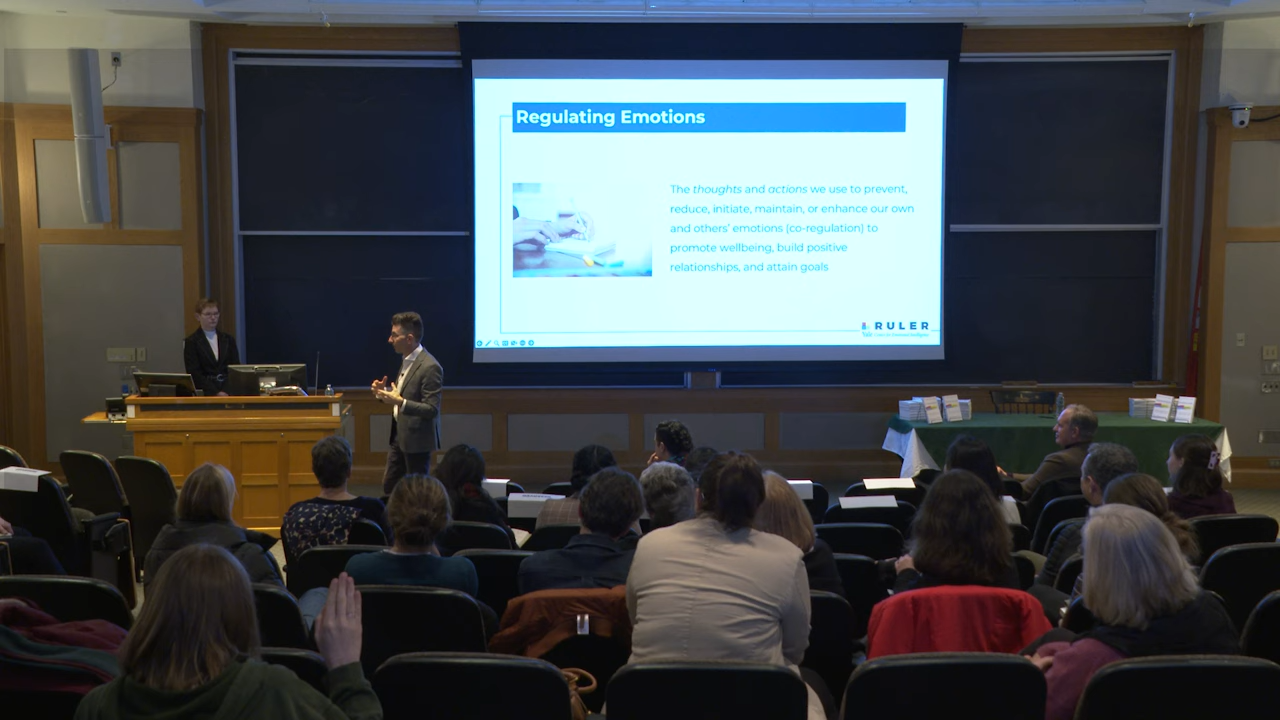 Regulating Emotions
The thoughts and actions we use to prevent,
reduce, initiate, maintain, or enhance our own
and others' emotions (co-regulation) to
promote wellbeing, build positive
relationships, and attain goals
RULER